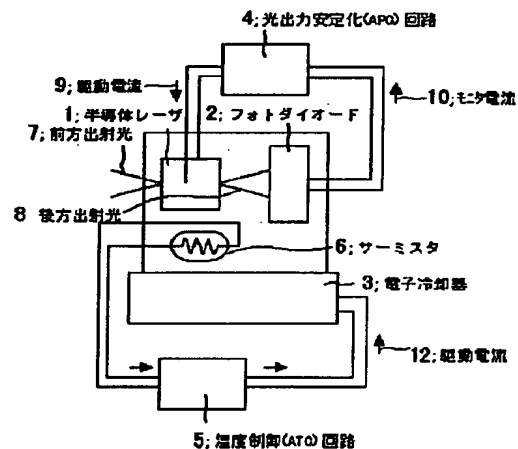 4;光出力安定化(APC)回路
9;駆動電流
10;モニタ電流
1;半導体レーザ
2;フォトダイオード
7;前方出射光
8 後方出射光
6;サーミスタ
3;電子冷却器
12;駆動電流
5;温度制御(ATC)回路